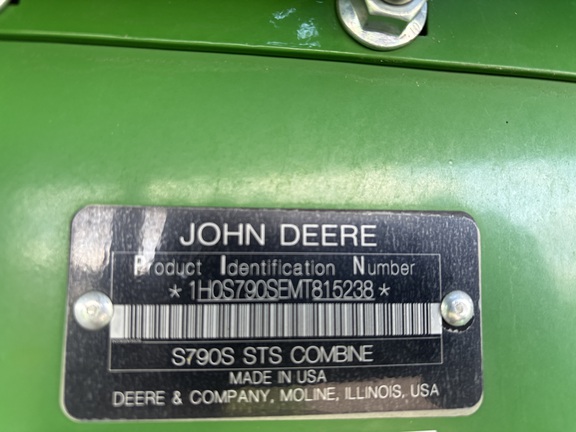 JOHN DEERE
Product Identification Number
*1H0S790SEMT815238*
S790S STS COMBINE
MADE IN USA
DEERE & COMPANY, MOLINE, ILLINOIS, USA